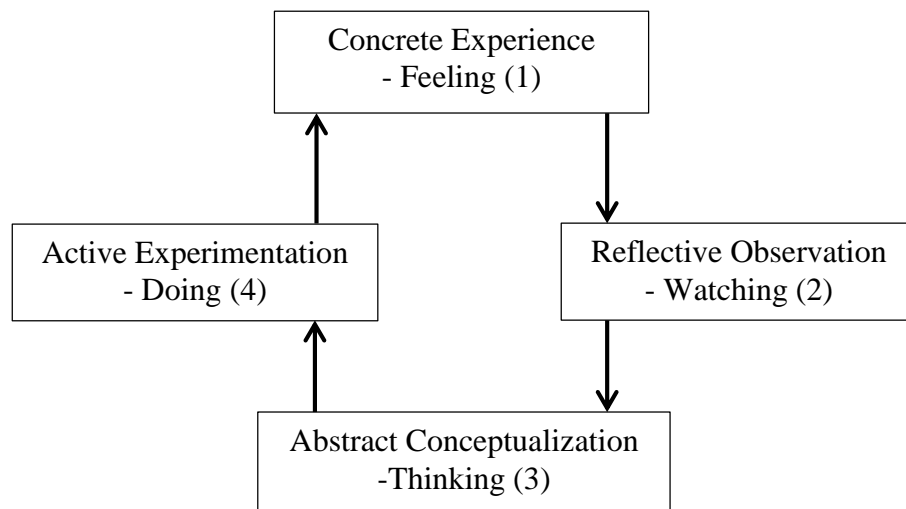 Concrete Experience
- Feeling (1)
Active Experimentation
- Doing (4)
Reflective Observation
- Watching (2)
Abstract Conceptualization
-Thinking (3)